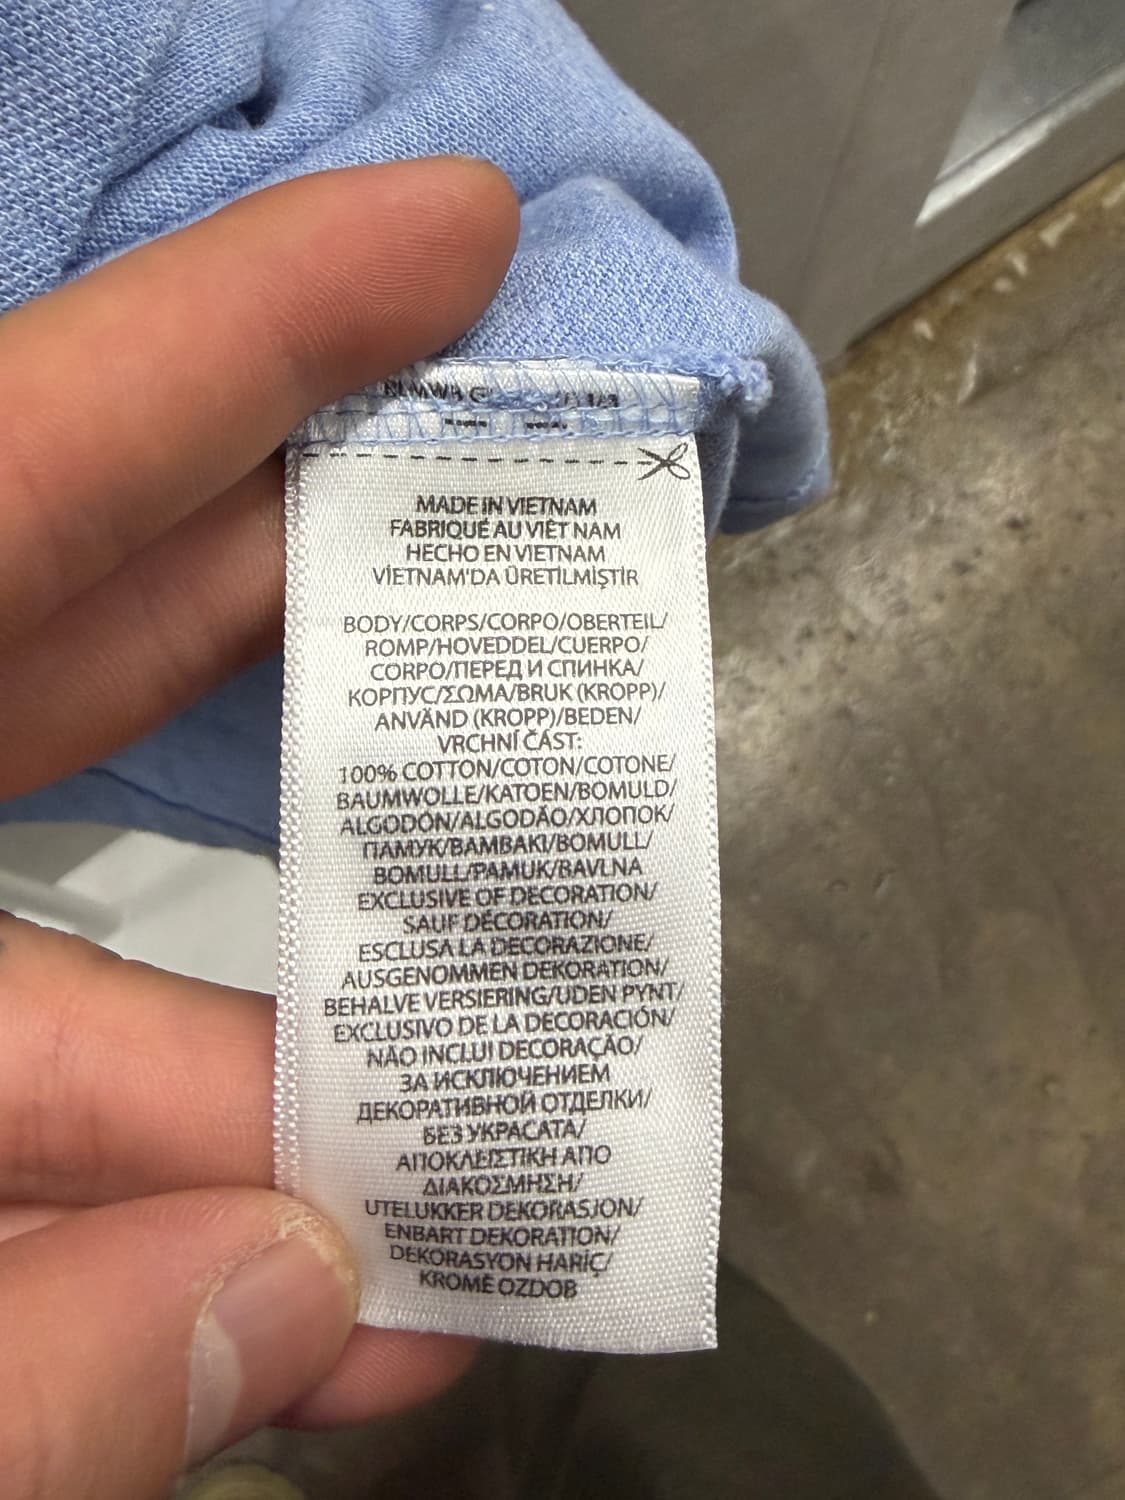 MADE IN VIETNAM
FABRIQUÉ AU VIÊT NAM
HECHO EN VIETNAM
VİETNAM'DA ÜRETİLMİŞTİR
BODY/CORPS/CORPO/OBERTEIL/
ROMP/HOVEDDEL/CUERPO/
CORPO/ПЕРЕД И СПИНКА/
КОРПУС/ΣΩΜΑ/BRUK (KROPP)/
ANVÄND (KROPP)/BEDEN/
VRCHNÍ ČÁST:
100% COTTON/COTON/COTONE/
BAUMWOLLE/KATOEN/BOMULD/
ALGODÓN/ALGODÃO/ХЛОПОК/
ПАМУК/ΒΑΜΒΑΚΙ/BOMULL/
BOMULL/PAMUK/BAVLNA
EXCLUSIVE OF DECORATION/
SAUF DÉCORATION/
ESCLUSA LA DECORAZIONE/
AUSGENOMMEN DEKORATION/
BEHALVE VERSIERING/UDEN PYNT/
EXCLUSIVO DE LA DECORACIÓN/
NÃO INCLUI DECORAÇÃO/
ЗА ИСКЛЮЧЕНИЕМ
ДЕКОРАТИВНОЙ ОТДЕЛКИ/
БЕЗ УКРАСАТА/
ΑΠΟΚΛΕΙΣΤΙΚΗ ΑΠΟ
ΔΙΑΚΟΣΜΗΣΗ/
UTELUKKER DEKORASJON/
ENBART DEKORATION/
DEKORASYON HARİÇ/
KROMĚ OZDOB